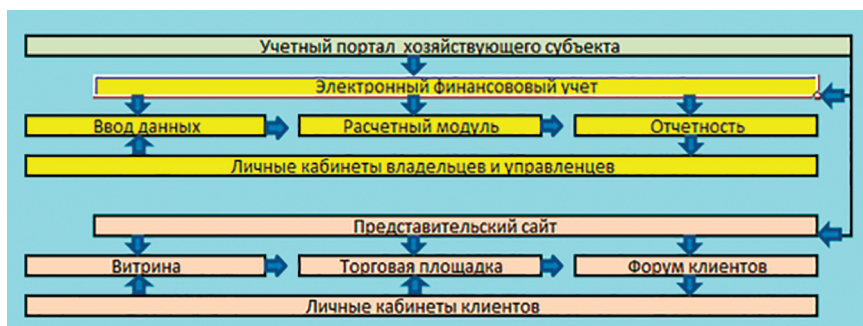 Учетный портал хозяйствующего субъекта
Электронный финансововый учет
Ввод данных
Расчетный модуль
Отчетность
Личные кабинеты владельцев и управленцев
Представительский сайт
Витрина
Торговая площадка
Форум клиентов
Личные кабинеты клиентов